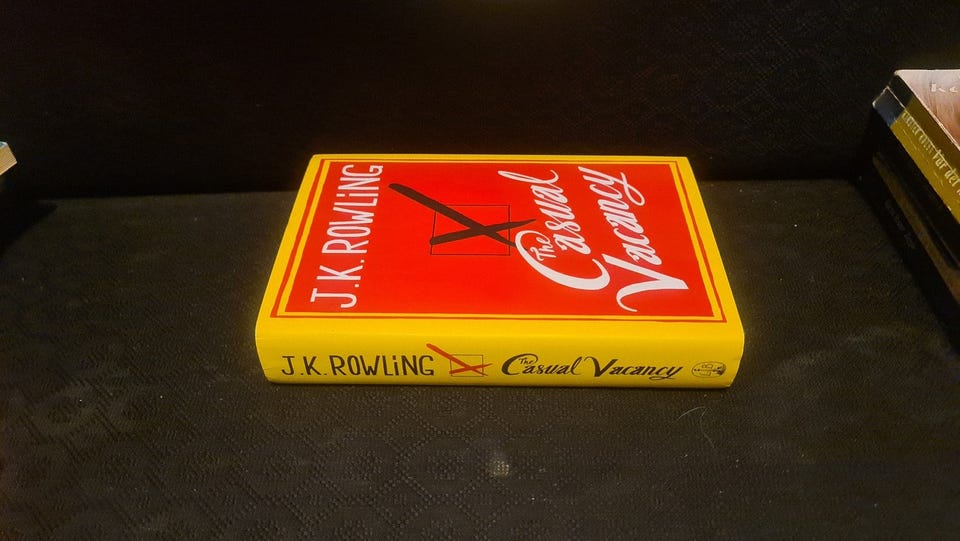 J.K. ROWLING
The
Casual
Vacancy
J.K. ROWLING The Casual Vacancy